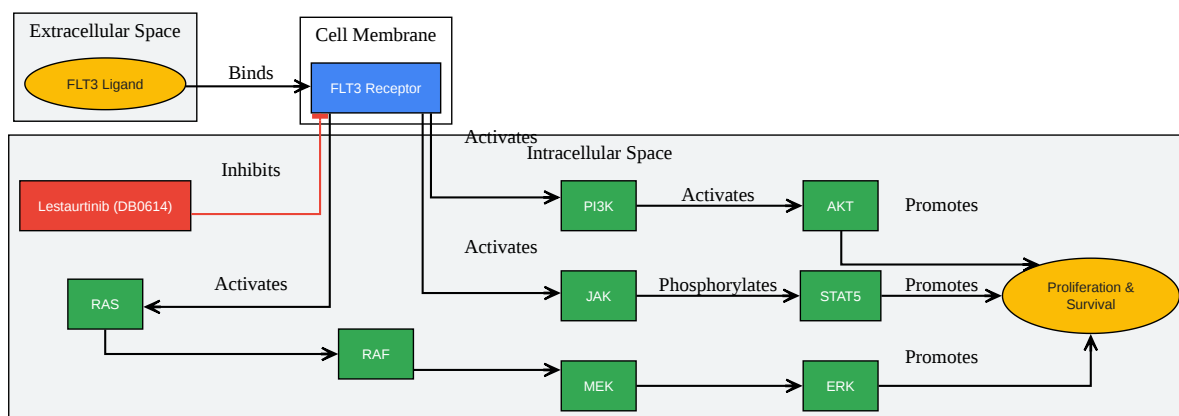 Extracellular Space
Cell Membrane
FLT3 Ligand
Binds
FLT3 Receptor
Activates
Intracellular Space
Inhibits
Lestaurtinib (DB0614)
PI3K
Activates
AKT
Promotes
Activates
Activates
RAS
JAK
Phosphorylates
STAT5
Promotes
Proliferation &
Survival
RAF
MEK
ERK
Promotes